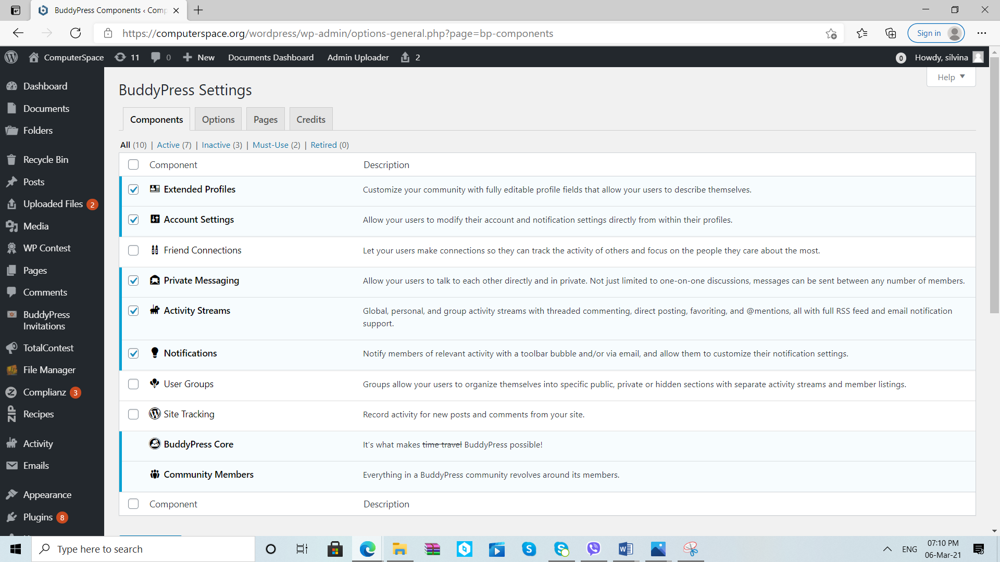 BuddyPress Components ‹ Comp
https://computerspace.org/wordpress/wp-admin/options-general.php?page=bp-components
Sign in
ComputerSpace 11 0 New Documents Dashboard Admin Uploader 2
0 Howdy, silvina
Help
Dashboard
Documents
Folders
Recycle Bin
Posts
Uploaded Files 2
Media
WP Contest
Pages
Comments
BuddyPress
Invitations
TotalContest
File Manager
Complianz 3
Recipes
Activity
Emails
Appearance
Plugins 8
BuddyPress Settings
Components Options Pages Credits
All (10) | Active (7) | Inactive (3) | Must-Use (2) | Retired (0)
Component Description
Extended Profiles Customize your community with fully editable profile fields that allow your users to describe themselves.
Account Settings Allow your users to modify their account and notification settings directly from within their profiles.
Friend Connections Let your users make connections so they can track the activity of others and focus on the people they care about the most.
Private Messaging Allow your users to talk to each other directly and in private. Not just limited to one-on-one discussions, messages can be sent between any number of members.
Activity Streams Global, personal, and group activity streams with threaded commenting, direct posting, favoriting, and @mentions, all with full RSS feed and email notification
support.
Notifications Notify members of relevant activity with a toolbar bubble and/or via email, and allow them to customize their notification settings.
User Groups Groups allow your users to organize themselves into specific public, private or hidden sections with separate activity streams and member listings.
Site Tracking Record activity for new posts and comments from your site.
BuddyPress Core It's what makes time travel BuddyPress possible!
Community Members Everything in a BuddyPress community revolves around its members.
Component Description
Type here to search
ENG
07:10 PM
06-Mar-21